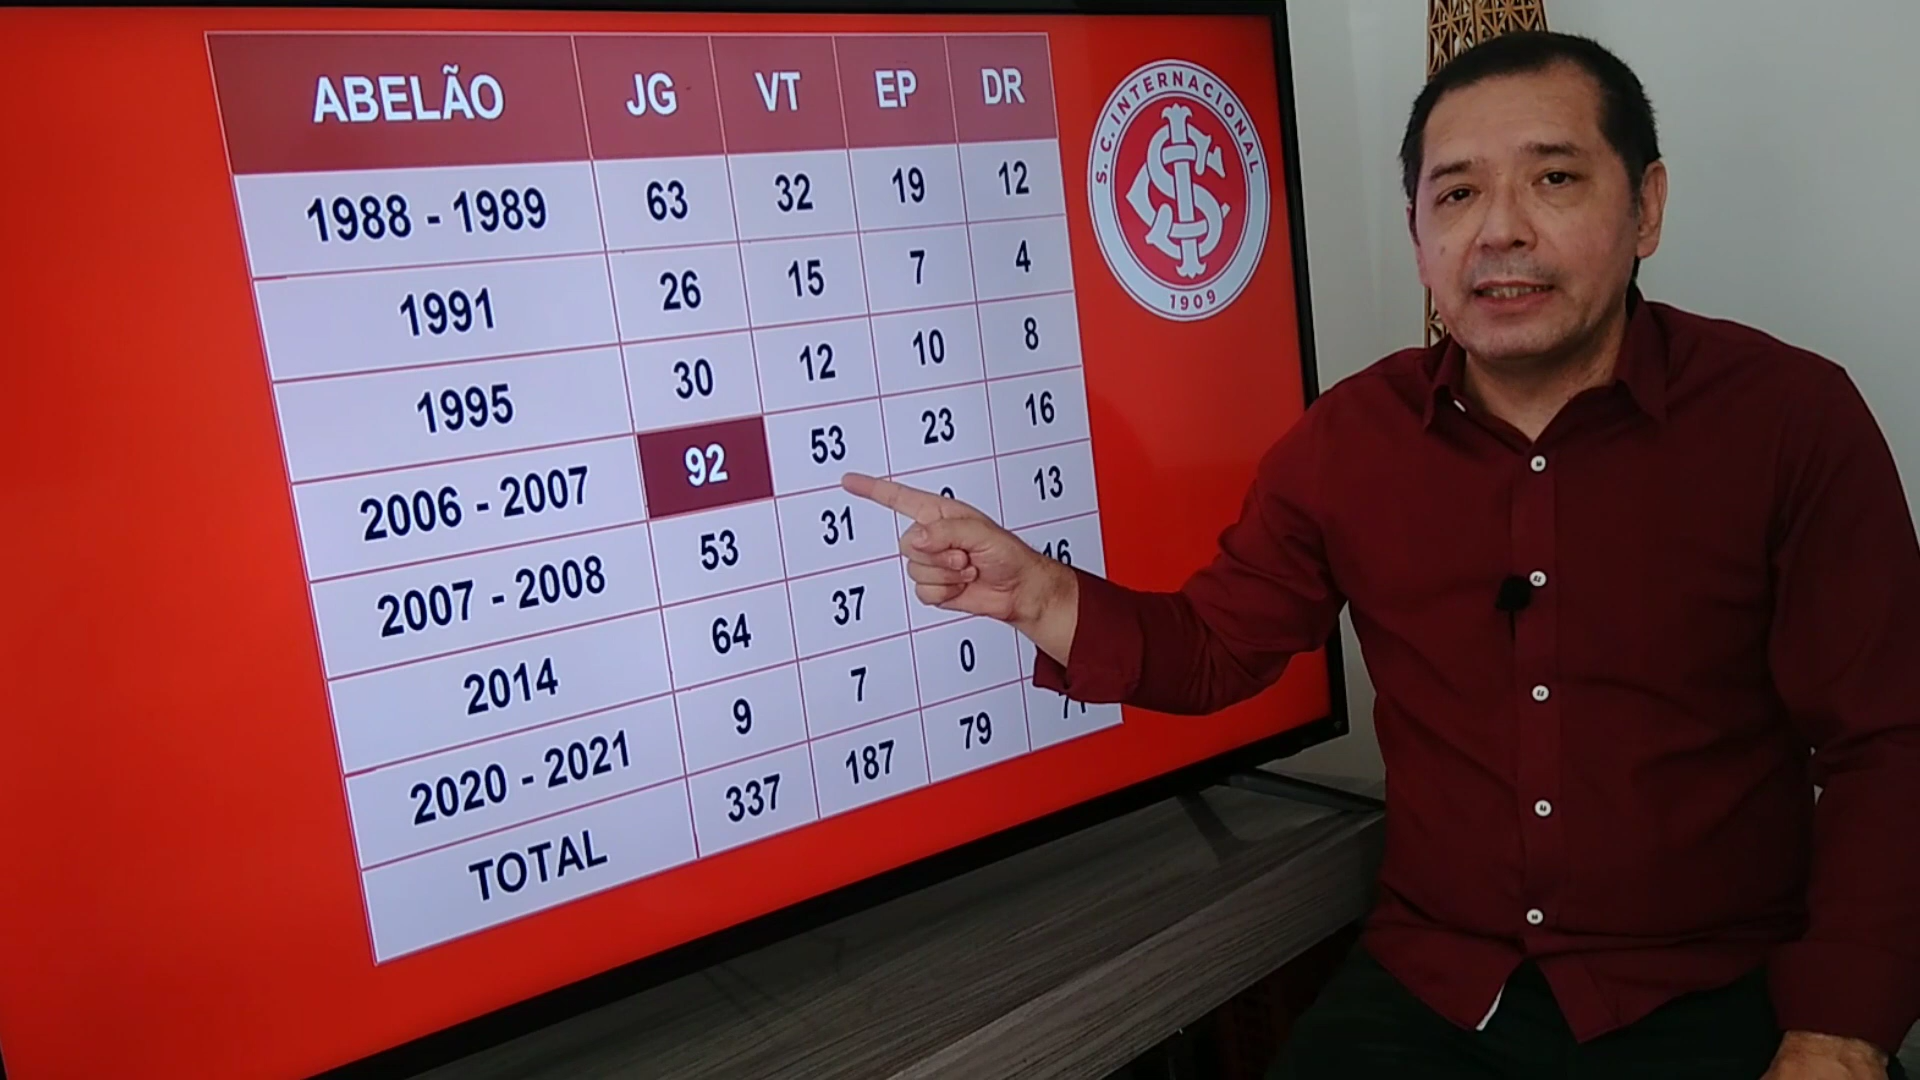 ABELÃO JG VT EP DR
1988 - 1989 63 32 19 12
1991 26 15 7 4
1995 30 12 10 8
2006 - 2007 92 53 23 16
2007 - 2008 53 31 13
2014 64 37 16
2020 - 2021 9 7 0
TOTAL 337 187 79
S. C. INTERNACIONAL
SCI
1909